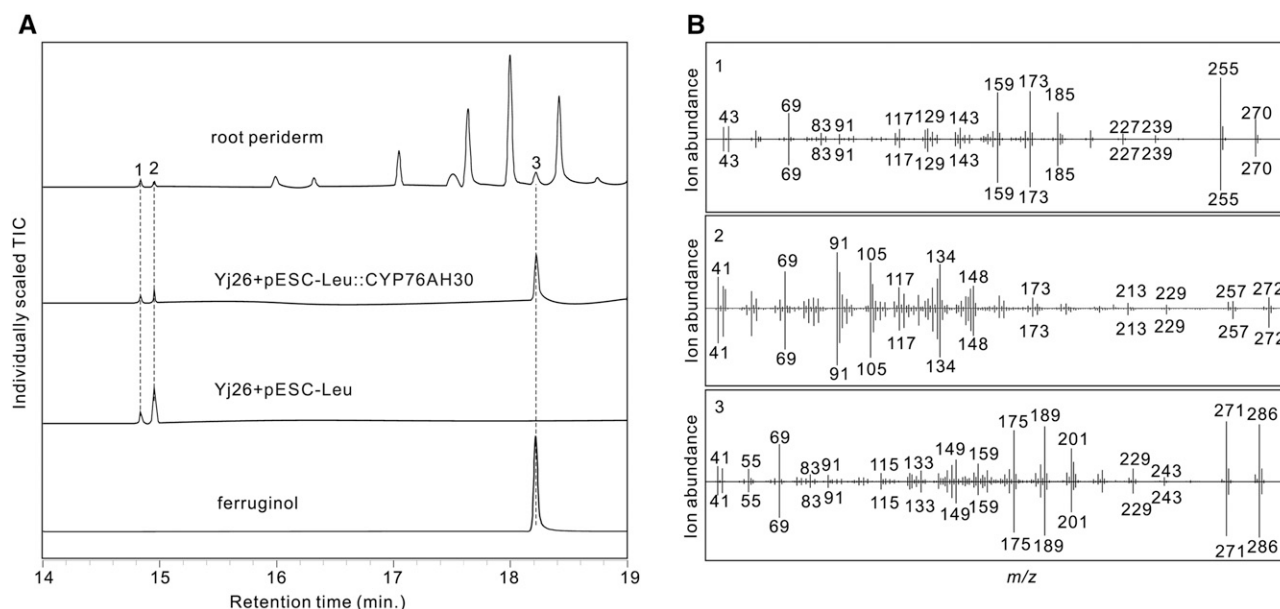 A
Individually scaled TIC
root periderm
1 2 3
Yj26+pESC-Leu::CYP76AH30
Yj26+pESC-Leu
ferruginol
14 15 16 17 18 19
Retention time (min.)
B
Ion abundance
1
43 69 83 91 117 129 143 159 173 185 227 239 255 270
43 69 83 91 117 129 143 159 173 185 227 239 255 270
Ion abundance
2
41 69 91 105 117 134 148 173 213 229 257 272
41 69 91 105 117 134 148 173 213 229 257 272
Ion abundance
3
41 55 69 83 91 115 133 149 159 175 189 201 229 243 271 286
41 55 69 83 91 115 133 149 159 175 189 201 229 243 271 286
m/z